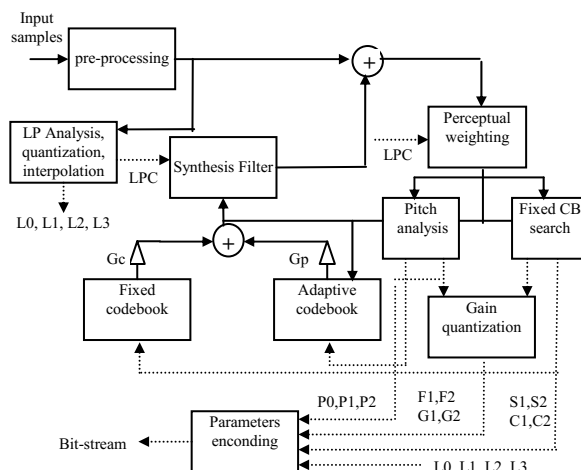 Input
samples
pre-processing
+
Perceptual
weighting
LP Analysis,
quantization,
interpolation
LPC
Synthesis Filter
LPC
L0, L1, L2, L3
Pitch
analysis
Fixed CB
search
+
Gc
Gp
Fixed
codebook
Adaptive
codebook
Gain
quantization
P0,P1,P2
F1,F2
G1,G2
S1,S2
C1,C2
Parameters
enconding
Bit-stream
L0, L1, L2, L3